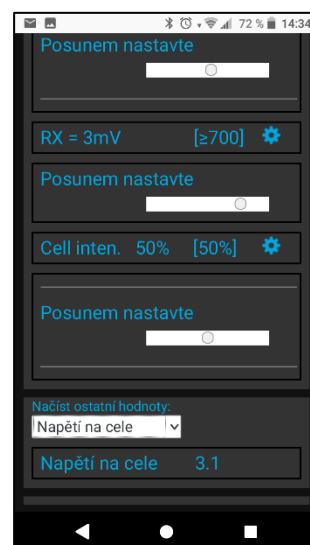 72 % 14:34
Posunem nastavte
RX = 3mV [≥700]
Posunem nastavte
Cell inten. 50% [50%]
Posunem nastavte
Načíst ostatní hodnoty:
Napětí na cele
Napětí na cele 3.1